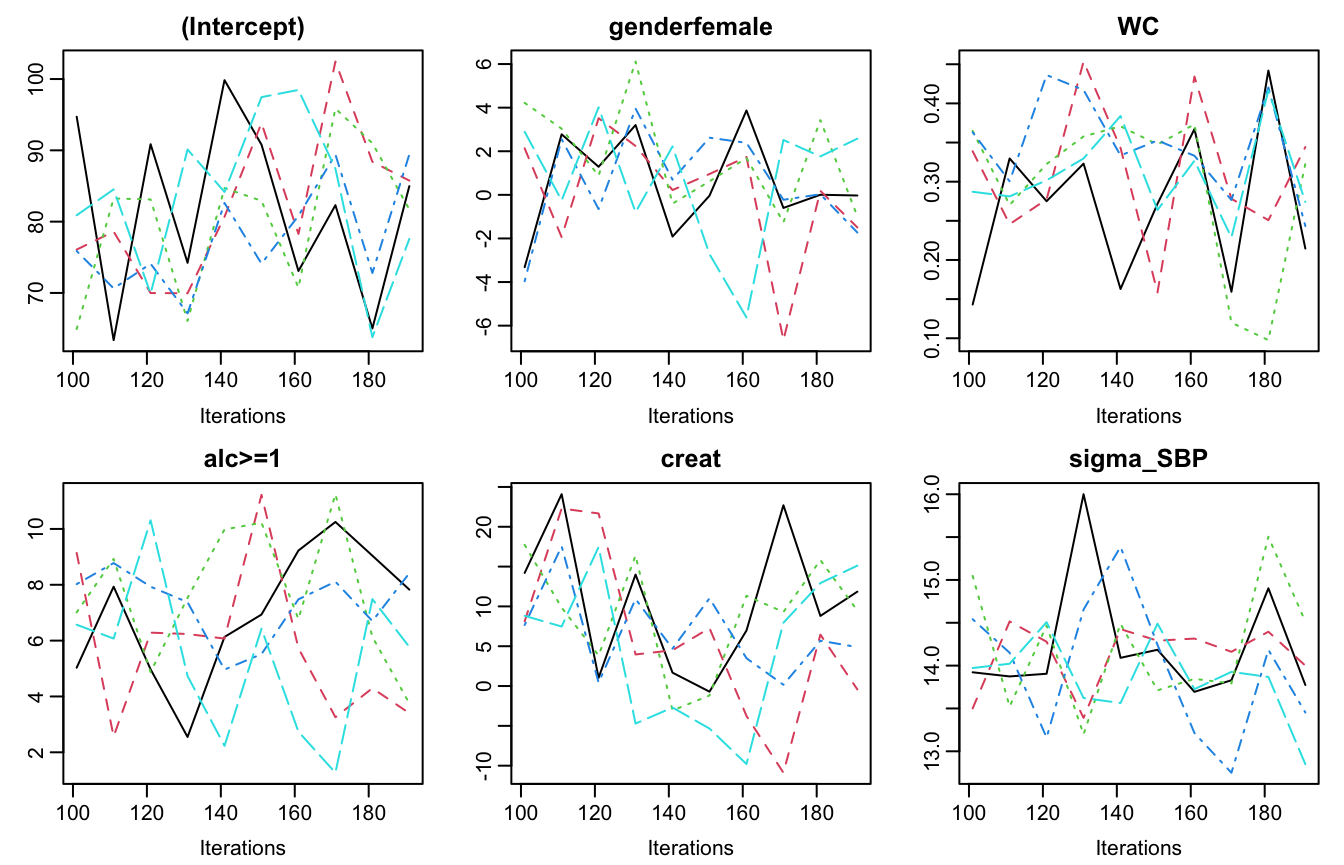 (Intercept)
100
90
80
70
100 120 140 160 180
Iterations
genderfemale
6
4
2
0
-2
-4
-6
100 120 140 160 180
Iterations
WC
0.40
0.30
0.20
0.10
100 120 140 160 180
Iterations
alc>=1
10
8
6
4
2
100 120 140 160 180
Iterations
creat
20
10
5
0
-10
100 120 140 160 180
Iterations
sigma_SBP
16.0
15.0
14.0
13.0
100 120 140 160 180
Iterations